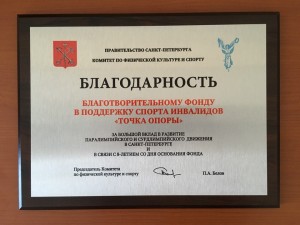 ПРАВИТЕЛЬСТВО САНКТ-ПЕТЕРБУРГА
КОМИТЕТ ПО ФИЗИЧЕСКОЙ КУЛЬТУРЕ И СПОРТУ
БЛАГОДАРНОСТЬ
БЛАГОТВОРИТЕЛЬНОМУ ФОНДУ
В ПОДДЕРЖКУ СПОРТА ИНВАЛИДОВ
«ТОЧКА ОПОРЫ»
ЗА БОЛЬШОЙ ВКЛАД В РАЗВИТИЕ
ПАРАЛИМПИЙСКОГО И СУРДЛИМПИЙСКОГО ДВИЖЕНИЯ
В САНКТ-ПЕТЕРБУРГЕ
И
В СВЯЗИ С 8-ЛЕТИЕМ СО ДНЯ ОСНОВАНИЯ ФОНДА
Председатель Комитета
по физической культуре и спорту
П.А. Белов